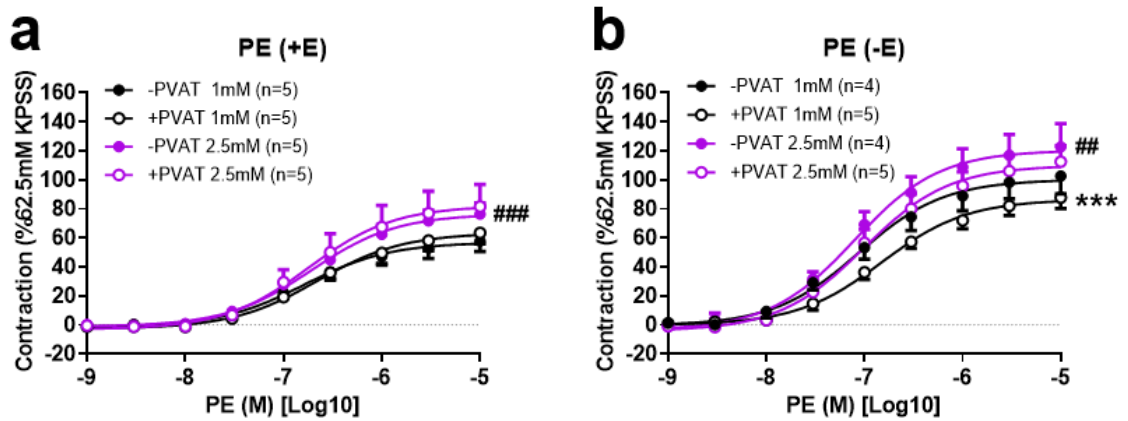 a
PE (+E)
Contraction (%62.5mM KPSS)
160
140
120
100
80
60
40
20
0
-20
-PVAT 1mM (n=5)
+PVAT 1mM (n=5)
-PVAT 2.5mM (n=5)
+PVAT 2.5mM (n=5)
###
-9 -8 -7 -6 -5
PE (M) [Log10]
b
PE (-E)
Contraction (%62.5mM KPSS)
160
140
120
100
80
60
40
20
0
-20
-PVAT 1mM (n=4)
+PVAT 1mM (n=5)
-PVAT 2.5mM (n=4)
+PVAT 2.5mM (n=5)
##
***
-9 -8 -7 -6 -5
PE (M) [Log10]